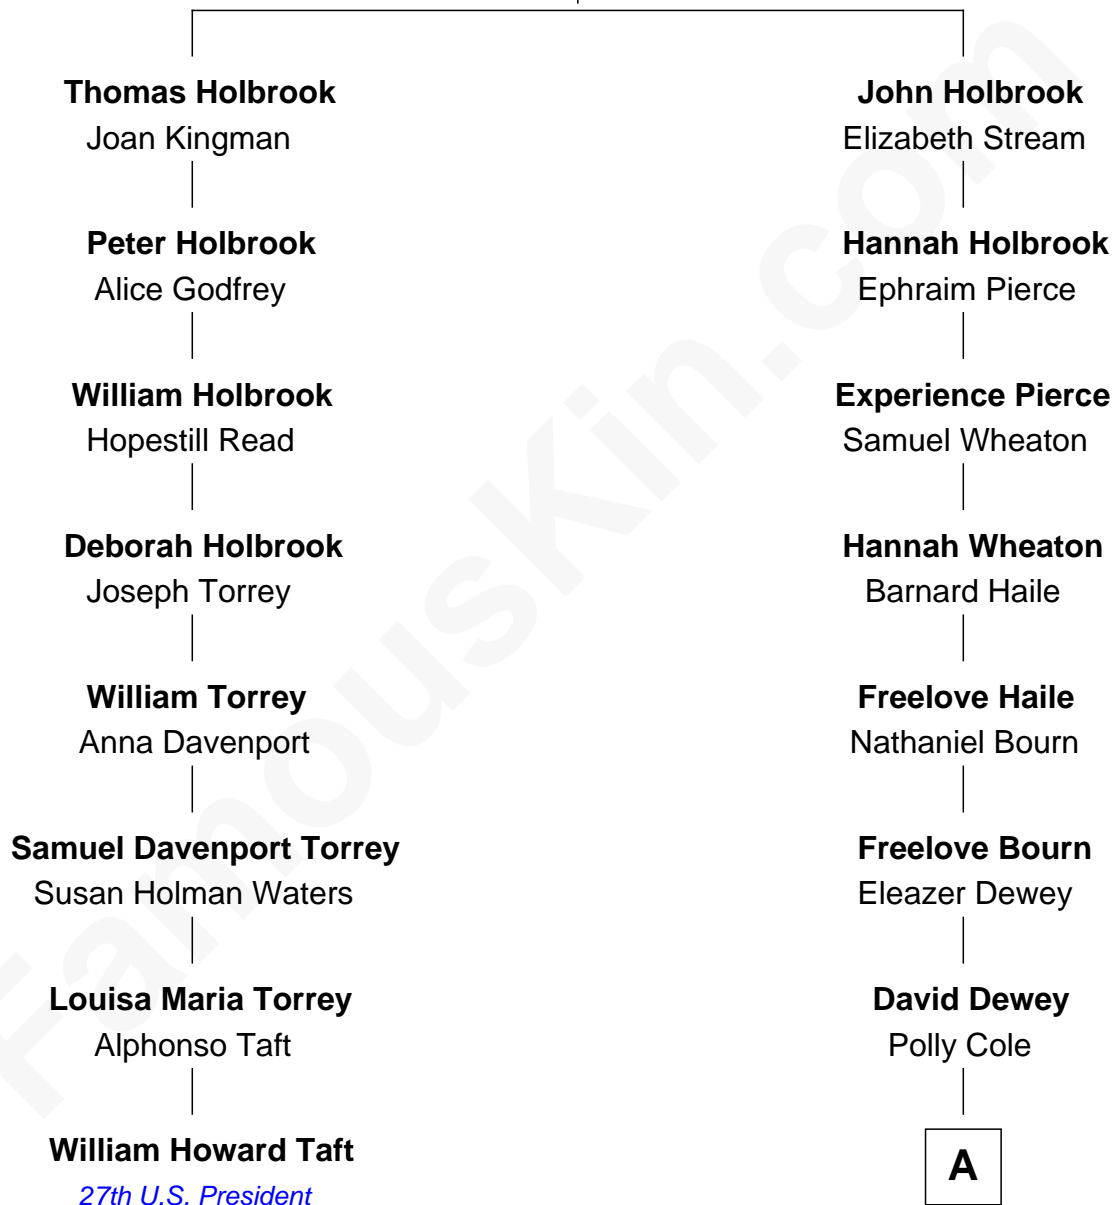 Thomas Holbrook
Joan Kingman
Peter Holbrook
Alice Godfrey
William Holbrook
Hopestill Read
Deborah Holbrook
Joseph Torrey
William Torrey
Anna Davenport
Samuel Davenport Torrey
Susan Holman Waters
Louisa Maria Torrey
Alphonso Taft
William Howard Taft
27th U.S. President
John Holbrook
Elizabeth Stream
Hannah Holbrook
Ephraim Pierce
Experience Pierce
Samuel Wheaton
Hannah Wheaton
Barnard Haile
Freelove Haile
Nathaniel Bourn
Freelove Bourn
Eleazer Dewey
David Dewey
Polly Cole
A
FamousKin.com